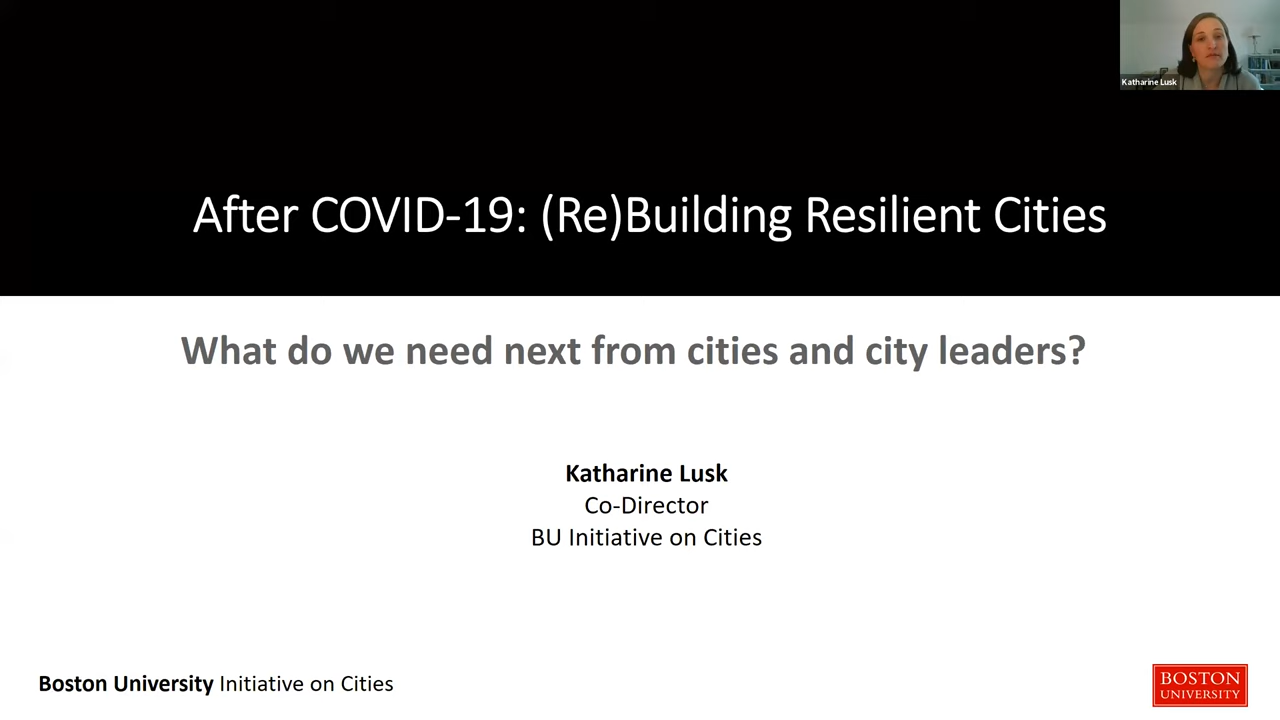 Katharine Lusk
After COVID-19: (Re)Building Resilient Cities
What do we need next from cities and city leaders?
Katharine Lusk
Co-Director
BU Initiative on Cities
Boston University Initiative on Cities
BOSTON
UNIVERSITY